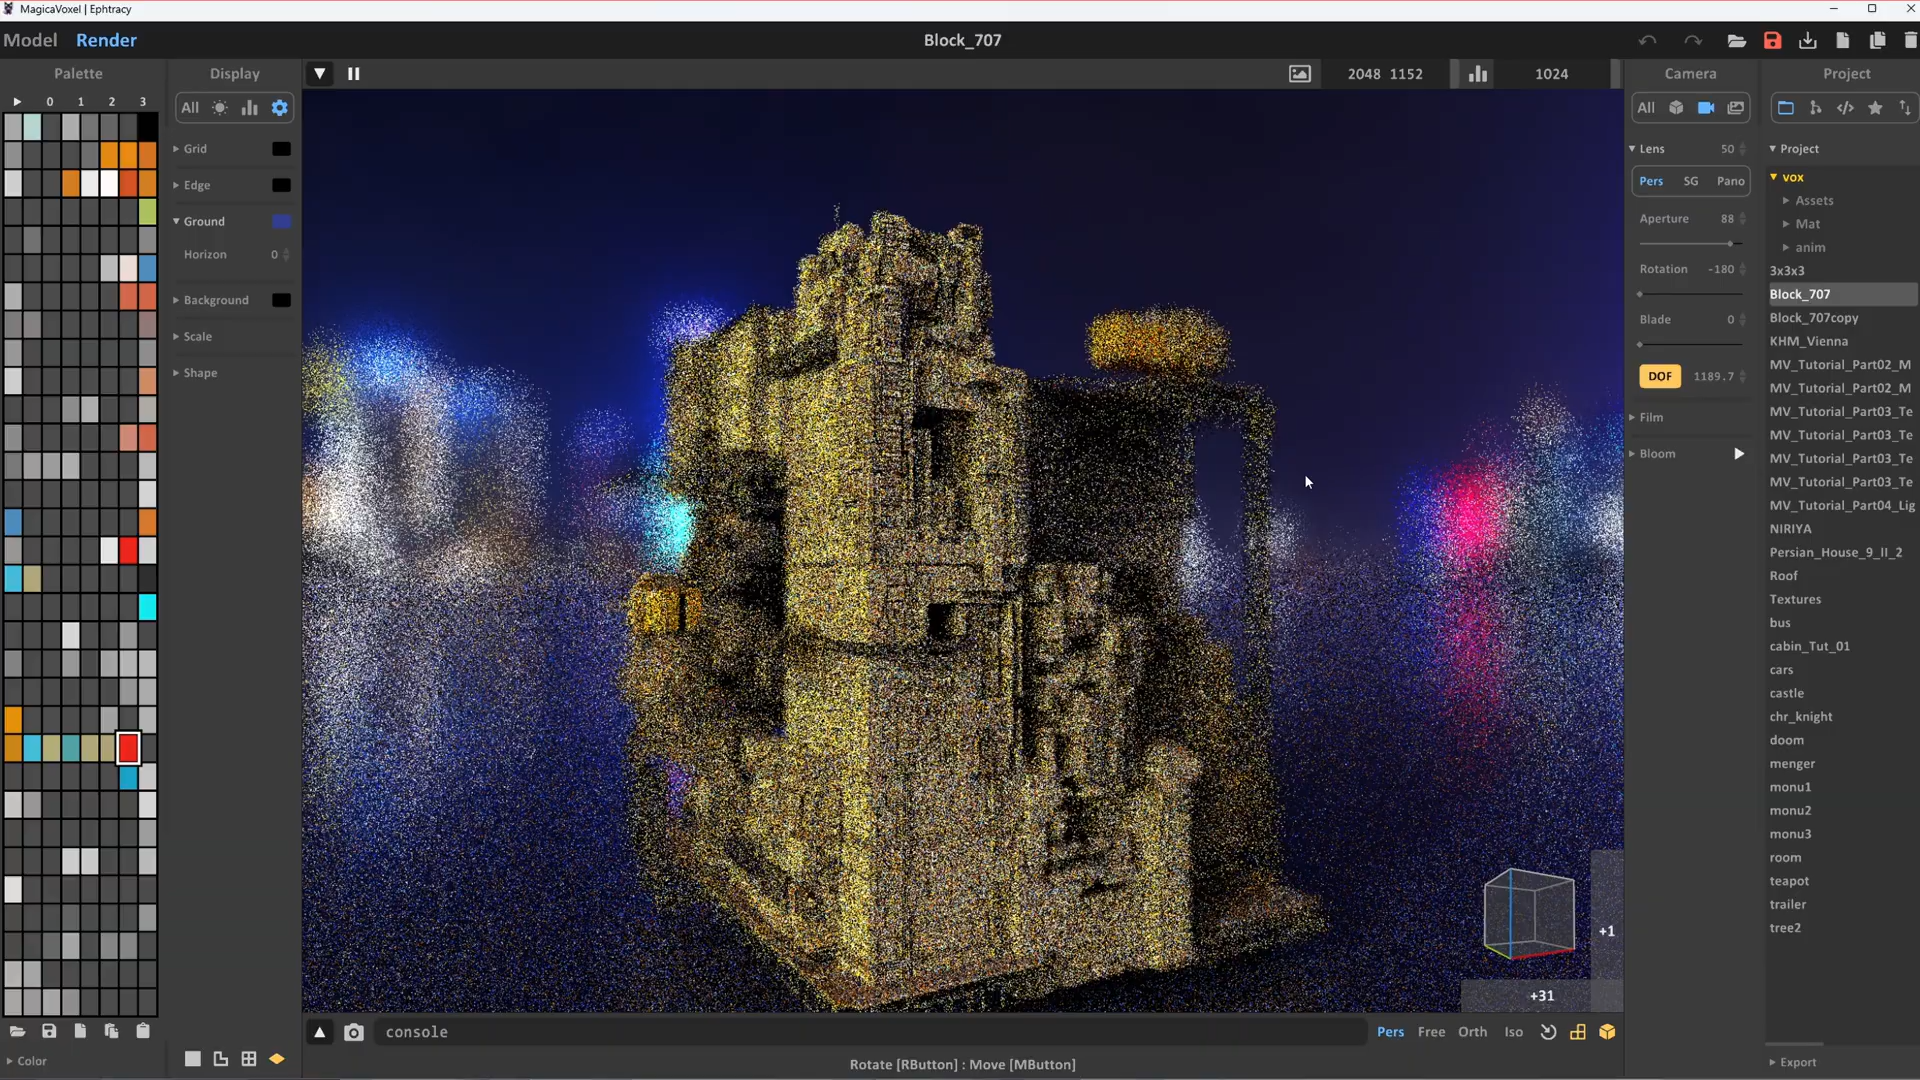 MagicaVoxel | Ephtracy
Model Render
Block_707
Palette
0 1 2 3
Color
Display
All
Grid
Edge
Ground
Horizon 0
Background
Scale
Shape
2048 1152
1024
+1
+31
console
Pers Free Orth Iso
Rotate [RButton] : Move [MButton]
Camera
All
Lens 50
Pers SG Pano
Aperture 88
Rotation -180
Blade 0
DOF 1189.7
Film
Bloom
Project
Project
vox
Assets
Mat
anim
3x3x3
Block_707
Block_707copy
KHM_Vienna
MV_Tutorial_Part02_M
MV_Tutorial_Part02_M
MV_Tutorial_Part03_Te
MV_Tutorial_Part03_Te
MV_Tutorial_Part03_Te
MV_Tutorial_Part03_Te
MV_Tutorial_Part04_Lig
NIRIYA
Persian_House_9_II_2
Roof
Textures
bus
cabin_Tut_01
cars
castle
chr_knight
doom
menger
monu1
monu2
monu3
room
teapot
trailer
tree2
Export